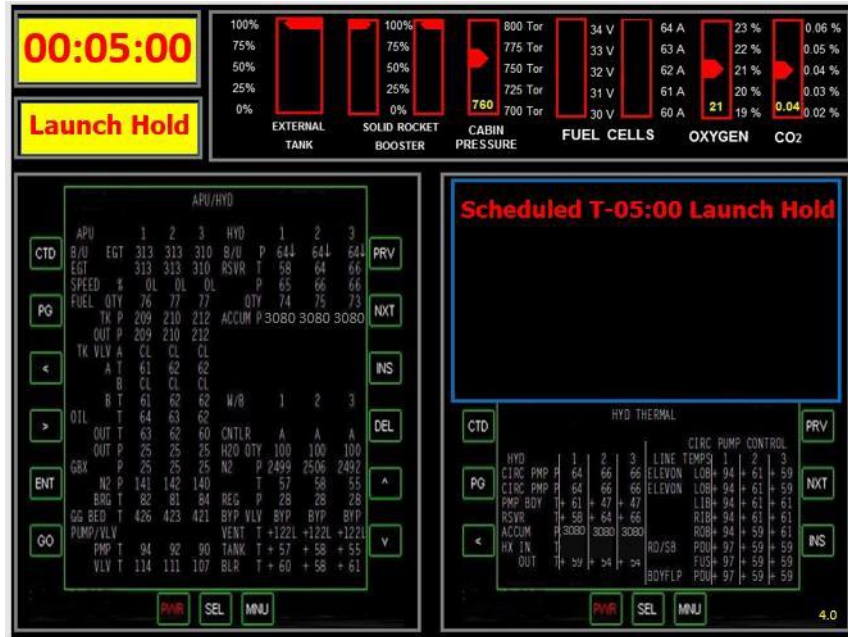 00:05:00
Launch Hold
100%
75%
50%
25%
0%
EXTERNAL
TANK
100%
75%
50%
25%
0%
SOLID ROCKET
BOOSTER
800 Tor
775 Tor
750 Tor
725 Tor
700 Tor
760
CABIN
PRESSURE
34 V
33 V
32 V
31 V
30 V
64 A
63 A
62 A
61 A
60 A
FUEL CELLS
23 %
22 %
21 %
20 %
19 %
21
OXYGEN
0.06 %
0.05 %
0.04 %
0.03 %
0.02 %
0.04
CO2
APU/HYD
APU 1 2 3 HYD 1 2 3
B/U EGT 313 313 310 B/U P 64↓ 64↓ 64↓
EGT 313 313 310 RSVR T 58 64 66
SPEED % 0L 0L 0L P 65 66 66
FUEL QTY 76 77 77 QTY 74 75 73
TK P 209 210 212 ACCUM P 3080 3080 3080
OUT P 209 210 212
TK VLV A CL CL CL
A T 61 62 62
B CL CL CL
B T 61 62 62 W/B 1 2 3
OIL T 64 63 62
OUT T 63 62 60 CNTLR A A A
OUT P 25 25 25 H2O QTY 100 100 100
GBX P 25 25 25 N2 P 2499 2506 2492
N2 P 141 142 140 T 57 58 55
BRG T 82 81 84 REG P 28 28 28
GG BED T 426 423 421 BYP VLV BYP BYP BYP
PUMP/VLV VENT T +122L +122L +122L
PMP T 94 92 90 TANK T + 57 + 58 + 55
VLV T 114 111 107 BLR T + 60 + 58 + 61
CTD
PG
<
>
ENT
GO
PRV
NXT
INS
DEL
^
v
PWR SEL MNU
Scheduled T-05:00 Launch Hold
HYD THERMAL
CIRC PUMP CONTROL
HYD 1 2 3 LINE TEMPS 1 2 3
CIRC PMP P 64 66 66 ELEVON LOB + 94 + 61 + 59
CIRC PMP P 64 66 66 ELEVON LOB + 94 + 61 + 59
PMP BDY T + 61 + 47 + 47 LIB + 94 + 61 + 59
RSVR T + 58 + 64 + 66 RIB + 94 + 61 + 59
ACCUM P 3080 3080 3080 ROB + 94 + 61 + 59
HX IN T RD/SB PDU + 97 + 59 + 59
OUT T + 59 + 54 + 54 FUS + 97 + 59 + 59
BDYFLP PDU + 97 + 59 + 59
CTD
PG
<
PRV
NXT
INS
PWR SEL MNU
4.0